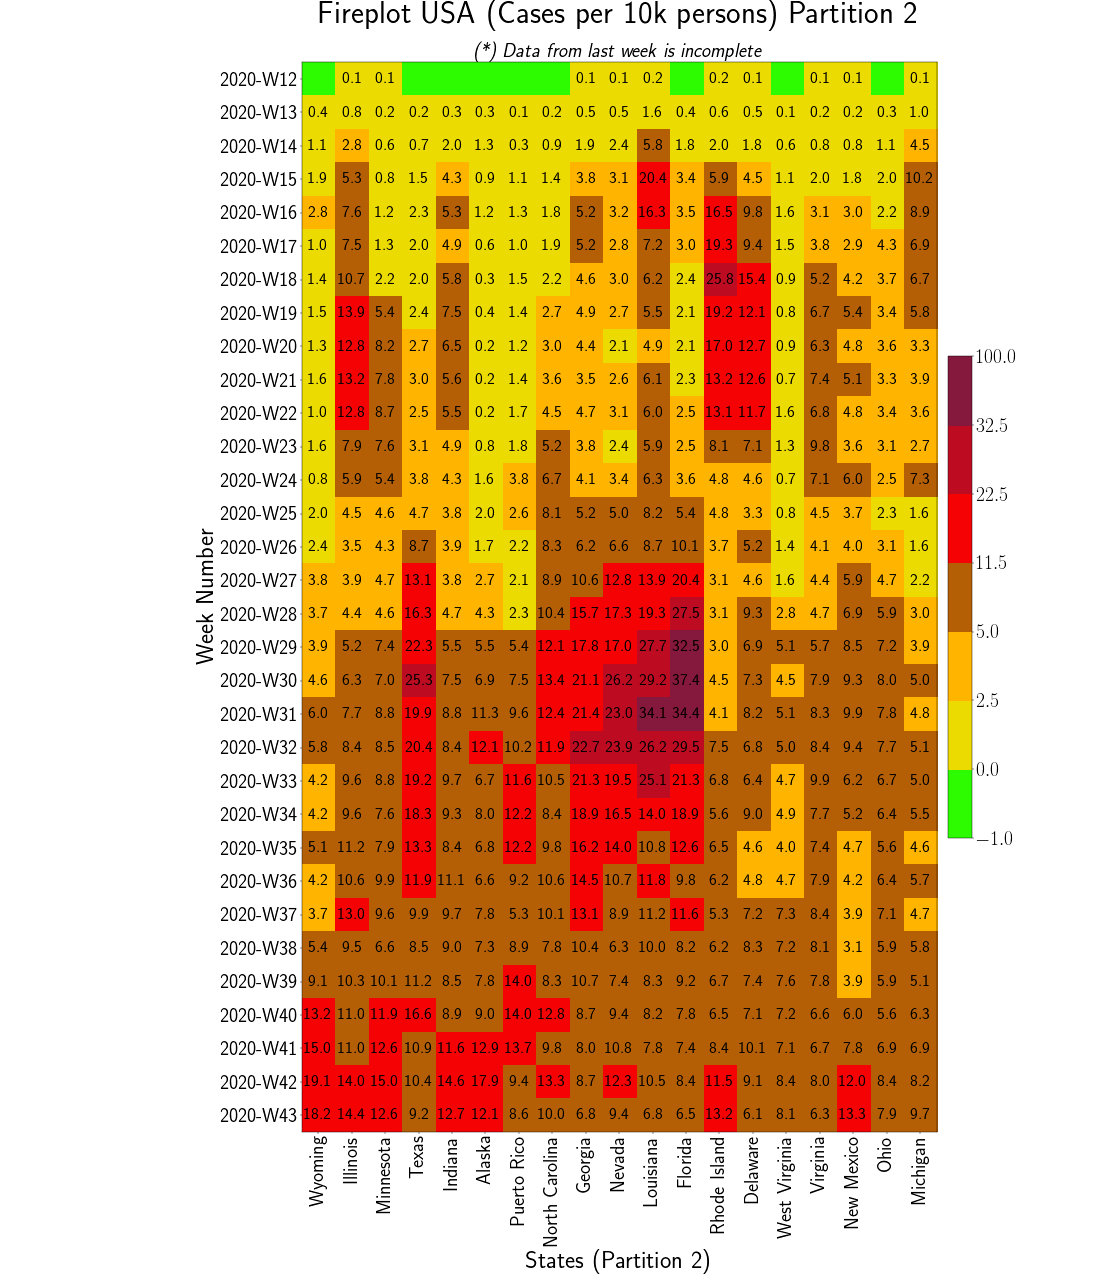 Fireplot USA (Cases per 10k persons) Partition 2
(*) Data from last week is incomplete
2020-W12 0.1 0.1 0.1 0.1 0.2 0.2 0.1 0.1 0.1 0.1
2020-W13 0.4 0.8 0.2 0.2 0.3 0.3 0.1 0.2 0.5 0.5 1.6 0.4 0.6 0.5 0.1 0.2 0.2 0.3 1.0
2020-W14 1.1 2.8 0.6 0.7 2.0 1.3 0.3 0.9 1.9 2.4 5.8 1.8 2.0 1.8 0.6 0.8 0.8 1.1 4.5
2020-W15 1.9 5.3 0.8 1.5 4.3 0.9 1.1 1.4 3.8 3.1 20.4 3.4 5.9 4.5 1.1 2.0 1.8 2.0 10.2
2020-W16 2.8 7.6 1.2 2.3 5.3 1.2 1.3 1.8 5.2 3.2 16.3 3.5 16.5 9.8 1.6 3.1 3.0 2.2 8.9
2020-W17 1.0 7.5 1.3 2.0 4.9 0.6 1.0 1.9 5.2 2.8 7.2 3.0 19.3 9.4 1.5 3.8 2.9 4.3 6.9
2020-W18 1.4 10.7 2.2 2.0 5.8 0.3 1.5 2.2 4.6 3.0 6.2 2.4 25.8 15.4 0.9 5.2 4.2 3.7 6.7
2020-W19 1.5 13.9 5.4 2.4 7.5 0.4 1.4 2.7 4.9 2.7 5.5 2.1 19.2 12.1 0.8 6.7 5.4 3.4 5.8
2020-W20 1.3 12.8 8.2 2.7 6.5 0.2 1.2 3.0 4.4 2.1 4.9 2.1 17.0 12.7 0.9 6.3 4.8 3.6 3.3
2020-W21 1.6 13.2 7.8 3.0 5.6 0.2 1.4 3.6 3.5 2.6 6.1 2.3 13.2 12.6 0.7 7.4 5.1 3.3 3.9
2020-W22 1.0 12.8 8.7 2.5 5.5 0.2 1.7 4.5 4.7 3.1 6.0 2.5 13.1 11.7 1.6 6.8 4.8 3.4 3.6
2020-W23 1.6 7.9 7.6 3.1 4.9 0.8 1.8 5.2 3.8 2.4 5.9 2.5 8.1 7.1 1.3 9.8 3.6 3.1 2.7
2020-W24 0.8 5.9 5.4 3.8 4.3 1.6 3.8 6.7 4.1 3.4 6.3 3.6 4.8 4.6 0.7 7.1 6.0 2.5 7.3
2020-W25 2.0 4.5 4.6 4.7 3.8 2.0 2.6 8.1 5.2 5.0 8.2 5.4 4.8 3.3 0.8 4.5 3.7 2.3 1.6
2020-W26 2.4 3.5 4.3 8.7 3.9 1.7 2.2 8.3 6.2 6.6 8.7 10.1 3.7 5.2 1.4 4.1 4.0 3.1 1.6
2020-W27 3.8 3.9 4.7 13.1 3.8 2.7 2.1 8.9 10.6 12.8 13.9 20.4 3.1 4.6 1.6 4.4 5.9 4.7 2.2
2020-W28 3.7 4.4 4.6 16.3 4.7 4.3 2.3 10.4 15.7 17.3 19.3 27.5 3.1 9.3 2.8 4.7 6.9 5.9 3.0
2020-W29 3.9 5.2 7.4 22.3 5.5 5.5 5.4 12.1 17.8 17.0 27.7 32.5 3.0 6.9 5.1 5.7 8.5 7.2 3.9
2020-W30 4.6 6.3 7.0 25.3 7.5 6.9 7.5 13.4 21.1 26.2 29.2 37.4 4.5 7.3 4.5 7.9 9.3 8.0 5.0
2020-W31 6.0 7.7 8.8 19.9 8.8 11.3 9.6 12.4 21.4 23.0 34.1 34.4 4.1 8.2 5.1 8.3 9.9 7.8 4.8
2020-W32 5.8 8.4 8.5 20.4 8.4 12.1 10.2 11.9 22.7 23.9 26.2 29.5 7.5 6.8 5.0 8.4 9.4 7.7 5.1
2020-W33 4.2 9.6 8.8 19.2 9.7 6.7 11.6 10.5 21.3 19.5 25.1 21.3 6.8 6.4 4.7 9.9 6.2 6.7 5.0
2020-W34 4.2 9.6 7.6 18.3 9.3 8.0 12.2 8.4 18.9 16.5 14.0 18.9 5.6 9.0 4.9 7.7 5.2 6.4 5.5
2020-W35 5.1 11.2 7.9 13.3 8.4 6.8 12.2 9.8 16.2 14.0 10.8 12.6 6.5 4.6 4.0 7.4 4.7 5.6 4.6
2020-W36 4.2 10.6 9.9 11.9 11.1 6.6 9.2 10.6 14.5 10.7 11.8 9.8 6.2 4.8 4.7 7.9 4.2 6.4 5.7
2020-W37 3.7 13.0 9.6 9.9 9.7 7.8 5.3 10.1 13.1 8.9 11.2 11.6 5.3 7.2 7.3 8.4 3.9 7.1 4.7
2020-W38 5.4 9.5 6.6 8.5 9.0 7.3 8.9 7.8 10.4 6.3 10.0 8.2 6.2 8.3 7.2 8.1 3.1 5.9 5.8
2020-W39 9.1 10.3 10.1 11.2 8.5 7.8 14.0 8.3 10.7 7.4 8.3 9.2 6.7 7.4 7.6 7.8 3.9 5.9 5.1
2020-W40 13.2 11.0 11.9 16.6 8.9 9.0 14.0 12.8 8.7 9.4 8.2 7.8 6.5 7.1 7.2 6.6 6.0 5.6 6.3
2020-W41 15.0 11.0 12.6 10.9 11.6 12.9 13.7 9.8 8.0 10.8 7.8 7.4 8.4 10.1 7.1 6.7 7.8 6.9 6.9
2020-W42 19.1 14.0 15.0 10.4 14.6 17.9 9.4 13.3 8.7 12.3 10.5 8.4 11.5 9.1 8.4 8.0 12.0 8.4 8.2
2020-W43 18.2 14.4 12.6 9.2 12.7 12.1 8.6 10.0 6.8 9.4 6.8 6.5 13.2 6.1 8.1 6.3 13.3 7.9 9.7
Week Number
Wyoming
Illinois
Minnesota
Texas
Indiana
Alaska
Puerto Rico
North Carolina
Georgia
Nevada
Louisiana
Florida
Rhode Island
Delaware
West Virginia
Virginia
New Mexico
Ohio
Michigan
States (Partition 2)
100.0
32.5
22.5
11.5
5.0
2.5
0.0
−1.0